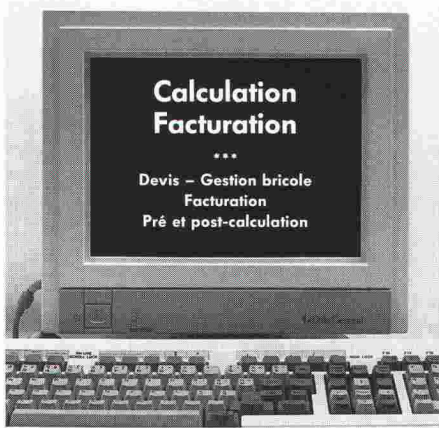 Calculation
Facturation
...
Devis – Gestion bricole
Facturation
Pré et post-calculation